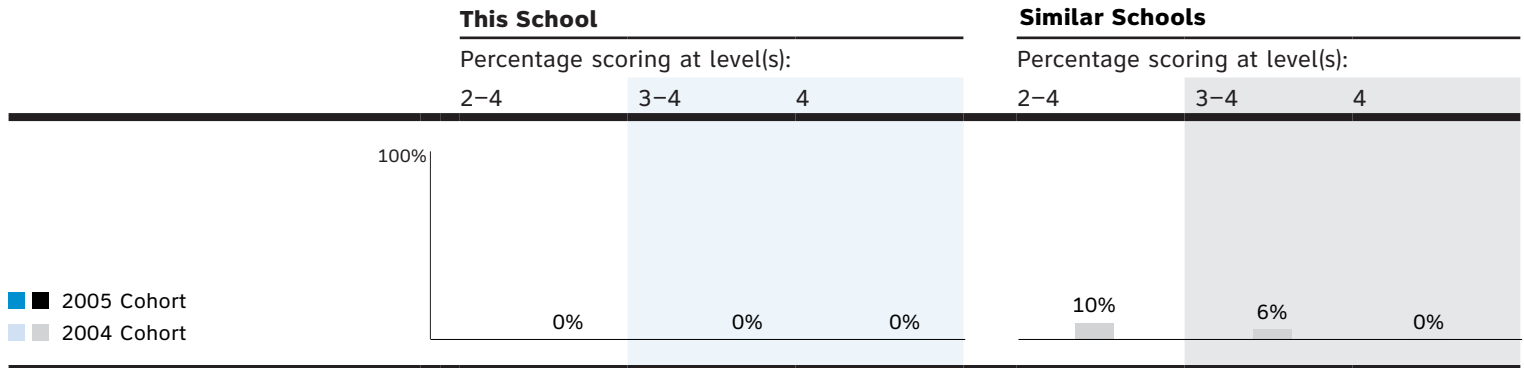 This School
Similar Schools
Percentage scoring at level(s):
Percentage scoring at level(s):
2–4 3–4 4
2–4 3–4 4
100%
2005 Cohort
2004 Cohort
0% 0% 0%
10% 6% 0%